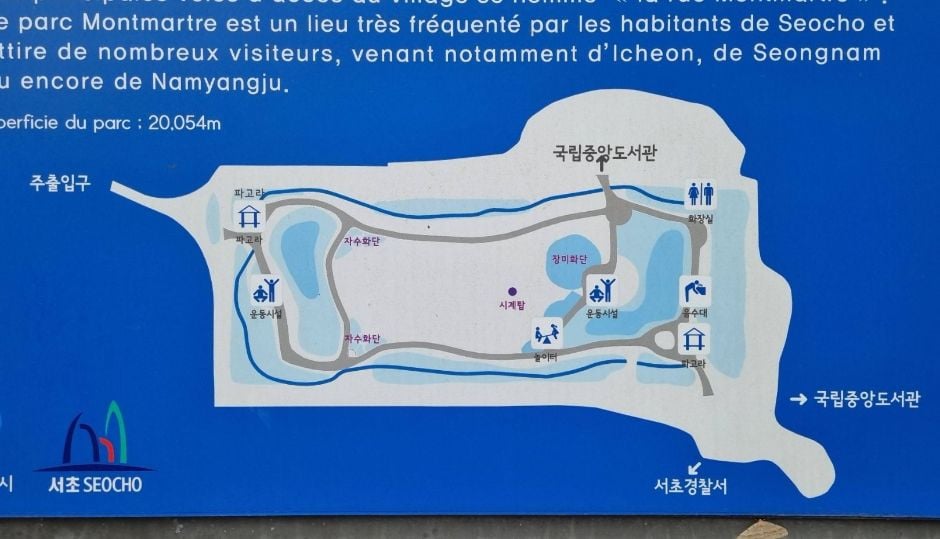 parc Montmartre est un lieu très fréquenté par les habitants de Seocho et
ttire de nombreux visiteurs, venant notamment d'Icheon, de Seongnam
u encore de Namyangju.
perficie du parc : 20,054m
국립중앙도서관
주출입구
파고라
화장실
파고라
자수화단
장미화단
시계탑
운동시설
운동시설
음수대
자수화단
놀이터
파고라
→ 국립중앙도서관
시
서초 SEOCHO
서초경찰서